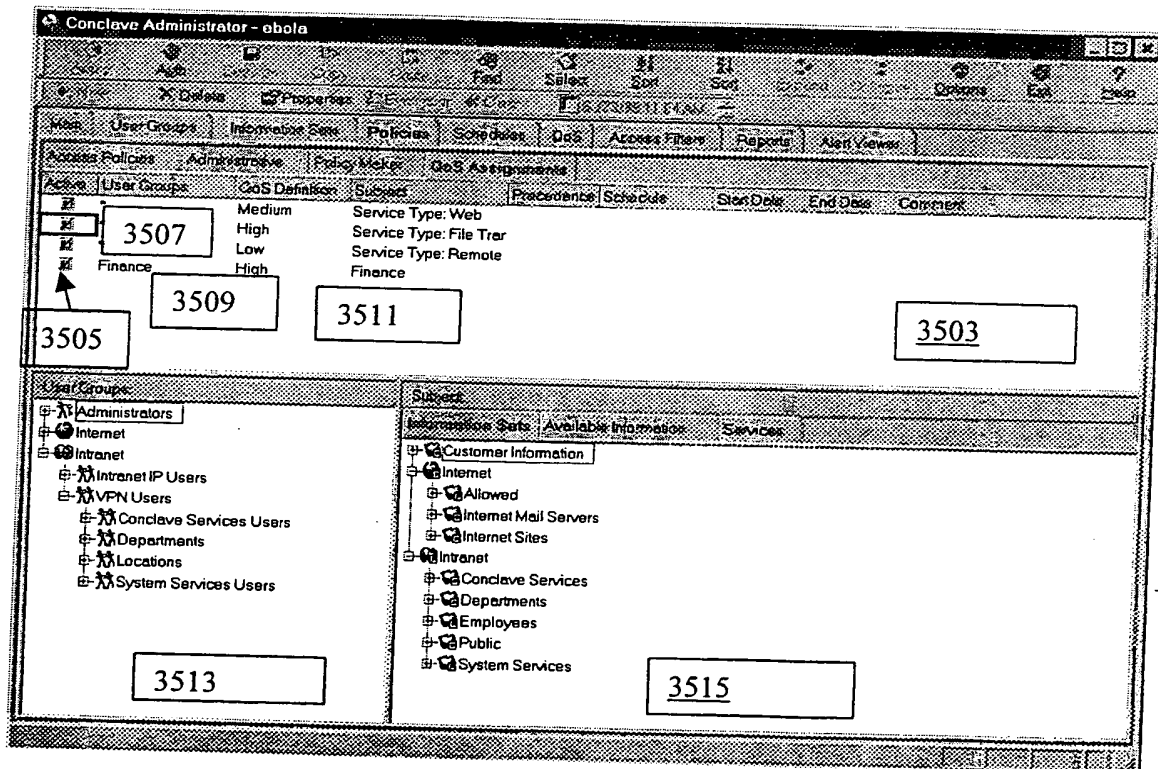 Conclave Administrator - ebola
Auth Find Select Sort Sort Options Exit Help
Delete Properties
Main User Groups Information Sets Policies Schedules QoS Access Filters Reports Alert Viewer
Access Policies Administrative Policy Maker QoS Assignments
Active User Groups QoS Definition Subject Precedence Schedule Start Date End Date Comment
Medium Service Type: Web
High Service Type: File Trar
Low Service Type: Remote
Finance High Finance
3507
3509
3511
3503
3505
User Groups
Administrators
Internet
Intranet
Intranet IP Users
VPN Users
Conclave Services Users
Departments
Locations
System Services Users
3513
Subject
Information Sets Available Information Services
Customer Information
Internet
Allowed
Internet Mail Servers
Internet Sites
Intranet
Conclave Services
Departments
Employees
Public
System Services
3515